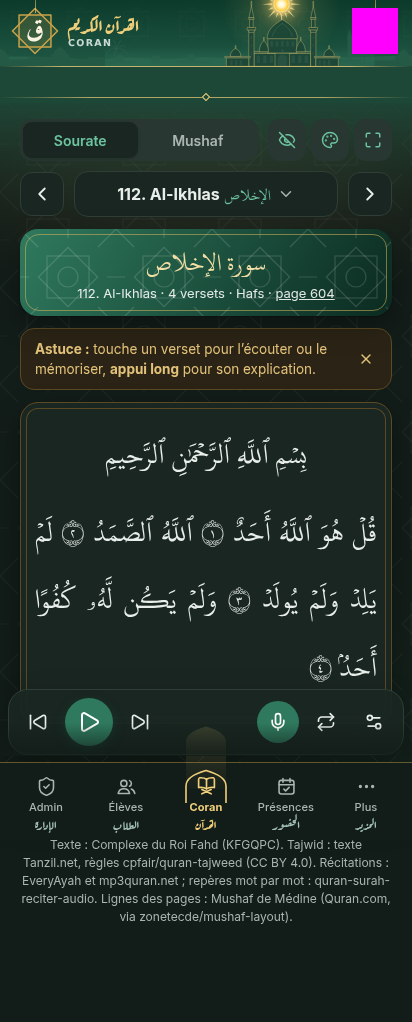 ق
القرآن الكريم
CORAN
Sourate
Mushaf
112. Al-Ikhlas الإخلاص
سورة الإخلاص
112. Al-Ikhlas · 4 versets · Hafs · page 604
Astuce : touche un verset pour l’écouter ou le
mémoriser, appui long pour son explication.
بِسْمِ ٱللَّهِ ٱلرَّحْمَٰنِ ٱلرَّحِيمِ
قُلْ هُوَ ٱللَّهُ أَحَدٌ ١ ٱللَّهُ ٱلصَّمَدُ ٢ لَمْ
يَلِدْ وَلَمْ يُولَدْ ٣ وَلَمْ يَكُن لَّهُۥ كُفُوًا
أَحَدُۢ ٤
Admin
Élèves
Coran
Présences
Plus
الإدارة
الطلاب
القرآن
الحضور
المزيد
Texte : Complexe du Roi Fahd (KFGQPC). Tajwid : texte
Tanzil.net, règles cpfair/quran-tajweed (CC BY 4.0). Récitations :
EveryAyah et mp3quran.net ; repères mot par mot : quran-surah-
reciter-audio. Lignes des pages : Mushaf de Médine (Quran.com,
via zonetecde/mushaf-layout).